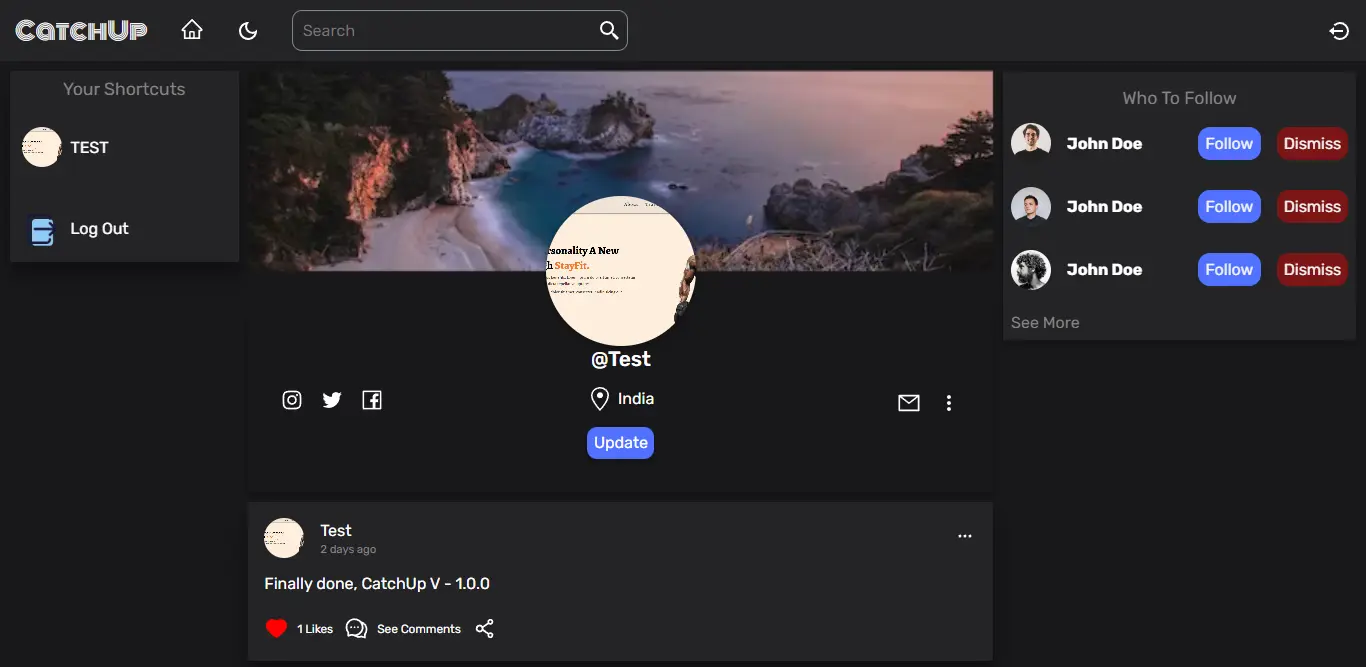 CatchUp
Search
Your Shortcuts
TEST
Log Out
rsonality A New
h StayFit.
@Test
India
Update
Test
2 days ago
Finally done, CatchUp V - 1.0.0
1 Likes
See Comments
Who To Follow
John Doe Follow Dismiss
John Doe Follow Dismiss
John Doe Follow Dismiss
See More